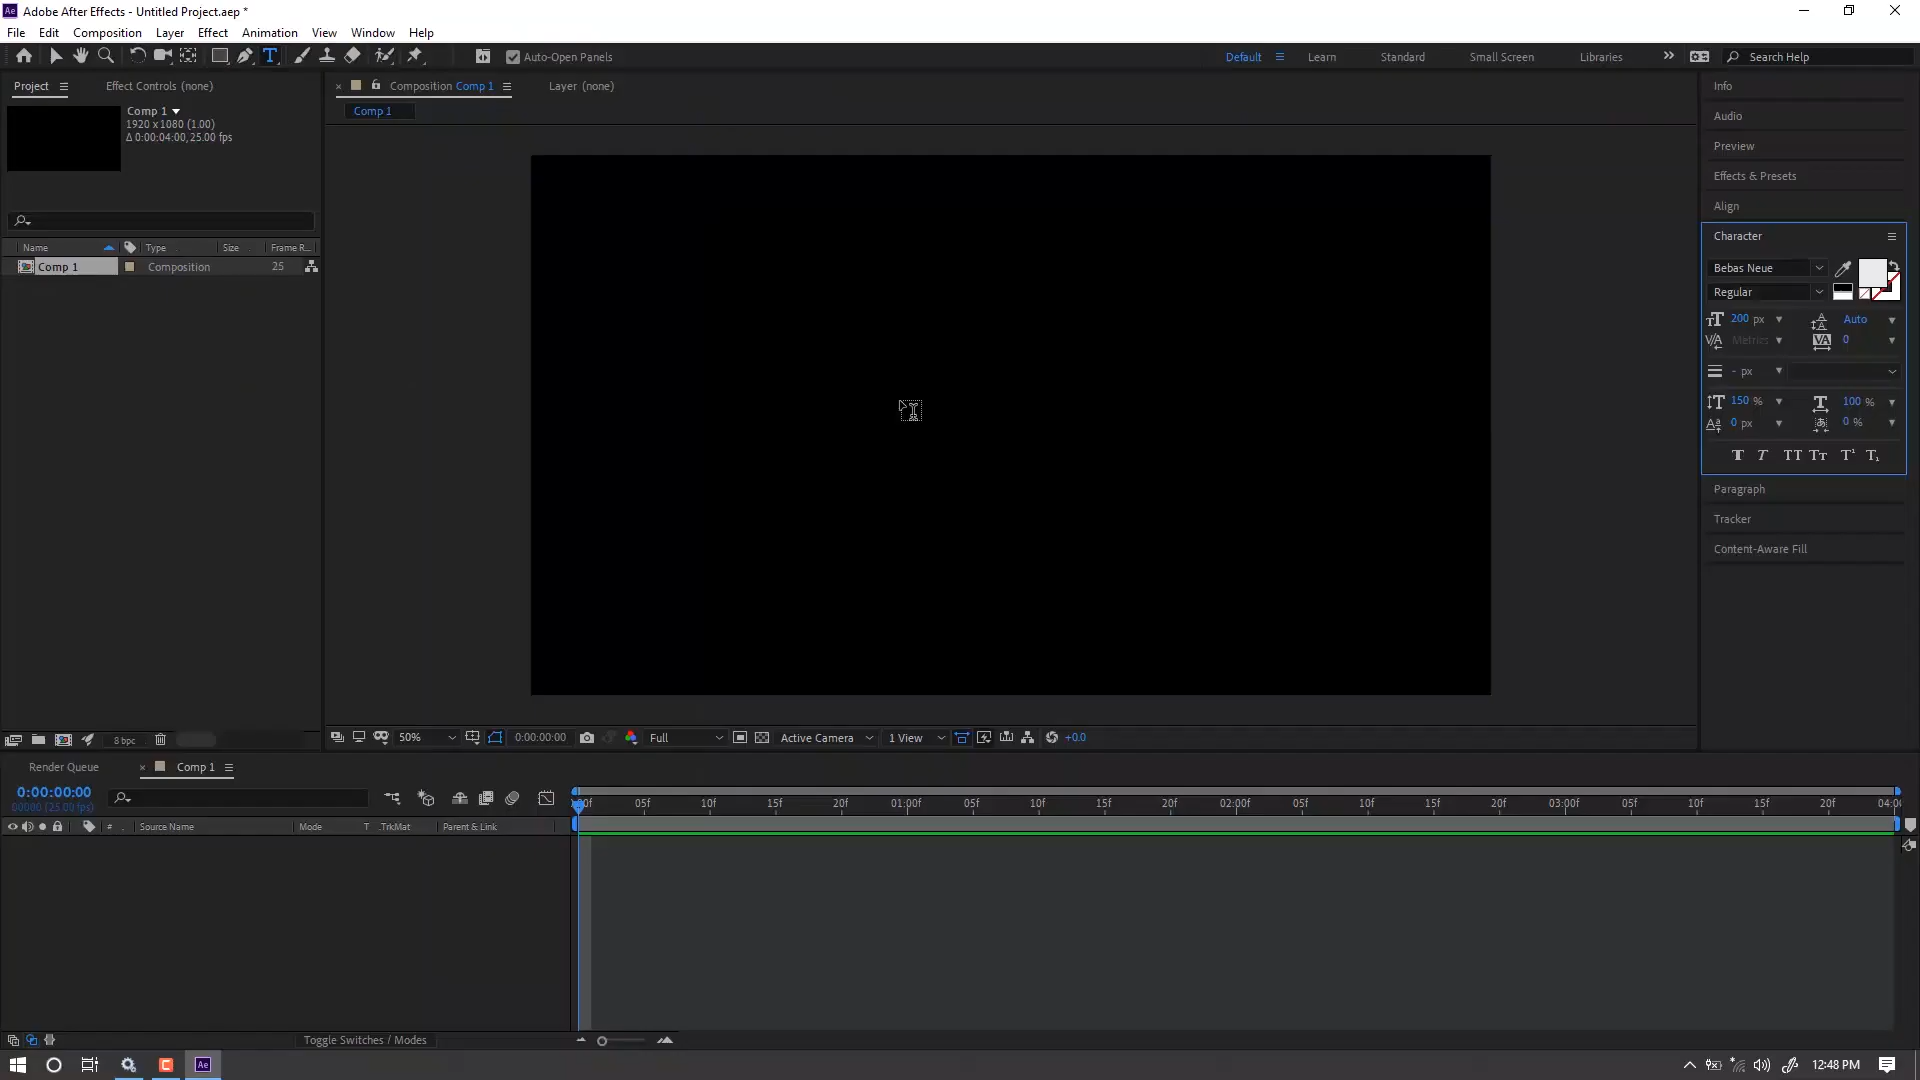 Adobe After Effects - Untitled Project.aep *
File Edit Composition Layer Effect Animation View Window Help
Auto-Open Panels
Default Learn Standard Small Screen Libraries Search Help
Project Effect Controls (none)
Composition Comp 1 Layer (none)
Comp 1
Comp 1
1920 x 1080 (1.00)
Δ 0:00:04:00, 25.00 fps
Name Type Size Frame R...
Comp 1 Composition 25
Info
Audio
Preview
Effects & Presets
Align
Character
Bebas Neue
Regular
200 px Auto
Metrics 0
- px
150 % 100 %
0 px 0 %
Paragraph
Tracker
Content-Aware Fill
8 bpc
50% 0:00:00:00 Full Active Camera 1 View +0.0
Render Queue Comp 1
0:00:00:00
00000 (25.00 fps)
05f 10f 15f 20f 01:00f 05f 10f 15f 20f 02:00f 05f 10f 15f 20f 03:00f 05f 10f 15f 20f
# Source Name Mode T .TrkMat Parent & Link
Toggle Switches / Modes
12:48 PM